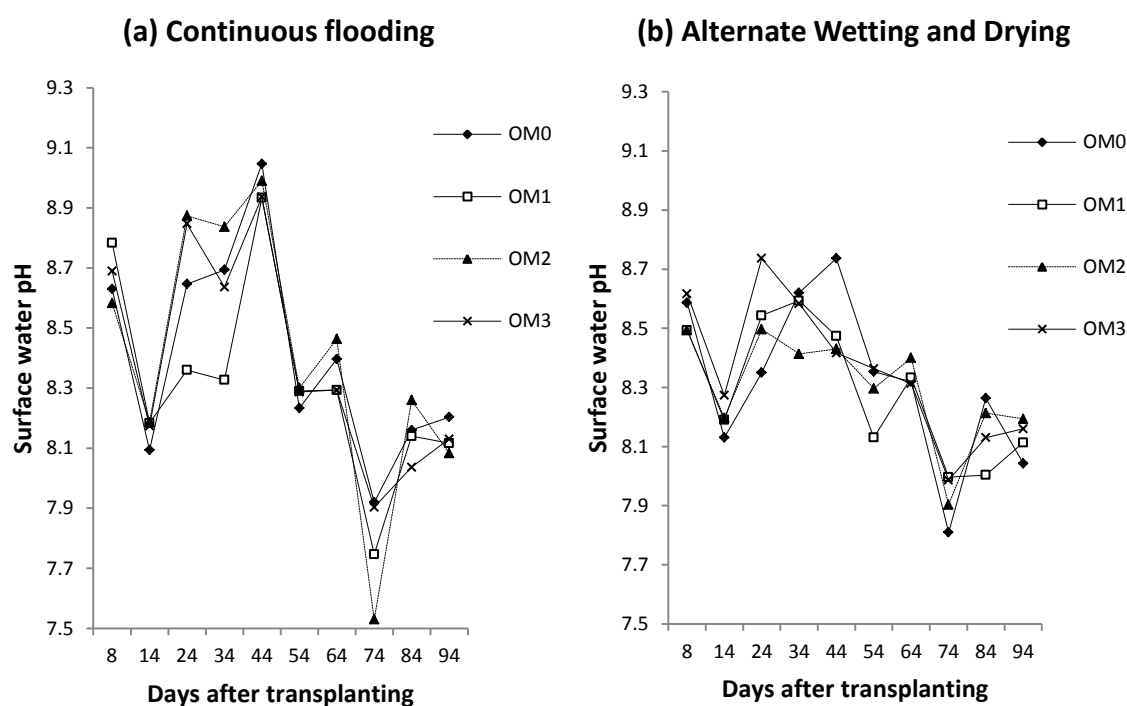 (a) Continuous flooding
9.3
9.1
8.9
8.7
8.5
8.3
8.1
7.9
7.7
7.5
Surface water pH
8 14 24 34 44 54 64 74 84 94
Days after transplanting
OM0
OM1
OM2
OM3
(b) Alternate Wetting and Drying
9.3
9.1
8.9
8.7
8.5
8.3
8.1
7.9
7.7
7.5
Surface water pH
8 14 24 34 44 54 64 74 84 94
Days after transplanting
OM0
OM1
OM2
OM3